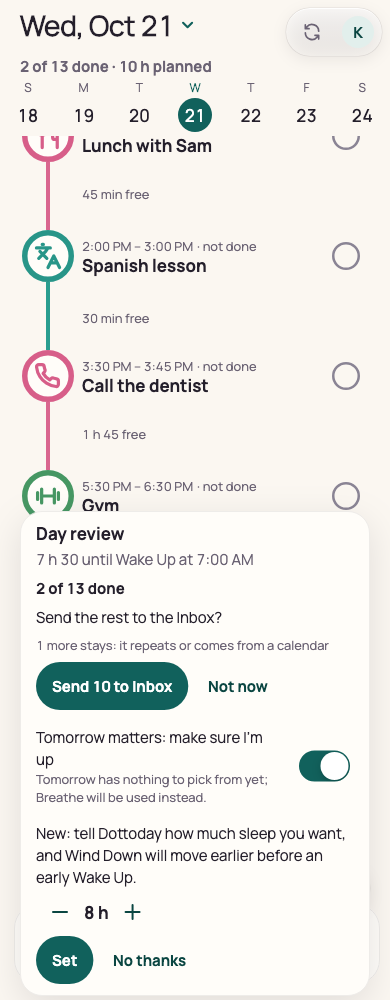 Wed, Oct 21
K
2 of 13 done · 10 h planned
S M T W T F S
18 19 20 21 22 23 24
Lunch with Sam
45 min free
2:00 PM – 3:00 PM · not done
Spanish lesson
30 min free
3:30 PM – 3:45 PM · not done
Call the dentist
1 h 45 free
5:30 PM – 6:30 PM · not done
Gym
Day review
7 h 30 until Wake Up at 7:00 AM
2 of 13 done
Send the rest to the Inbox?
1 more stays: it repeats or comes from a calendar
Send 10 to Inbox Not now
Tomorrow matters: make sure I'm
up
Tomorrow has nothing to pick from yet;
Breathe will be used instead.
New: tell Dottoday how much sleep you want,
and Wind Down will move earlier before an
early Wake Up.
8 h
Set No thanks